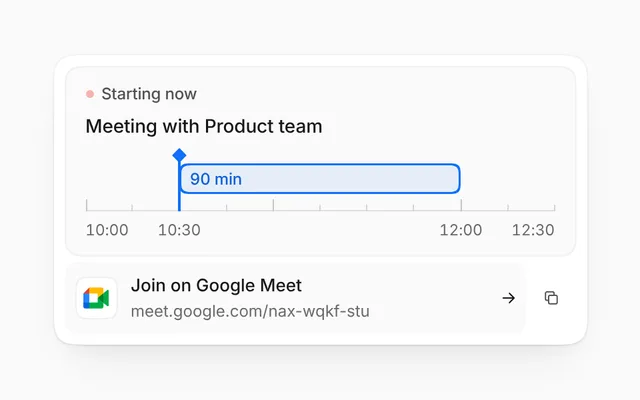 Starting now
Meeting with Product team
90 min
10:00 10:30 12:00 12:30
Join on Google Meet
meet.google.com/nax-wqkf-stu